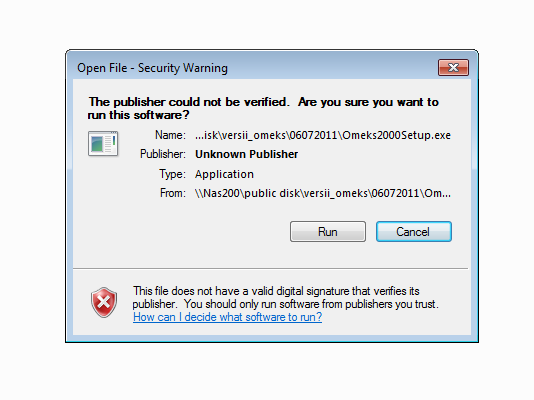 Open File - Security Warning
The publisher could not be verified.  Are you sure you want to
run this software?
Name: ...isk\versii_omeks\06072011\Omeks2000Setup.exe
Publisher: Unknown Publisher
Type: Application
From: \\Nas200\public disk\versii_omeks\06072011\Om...
Run Cancel
This file does not have a valid digital signature that verifies its
publisher.  You should only run software from publishers you trust.
How can I decide what software to run?